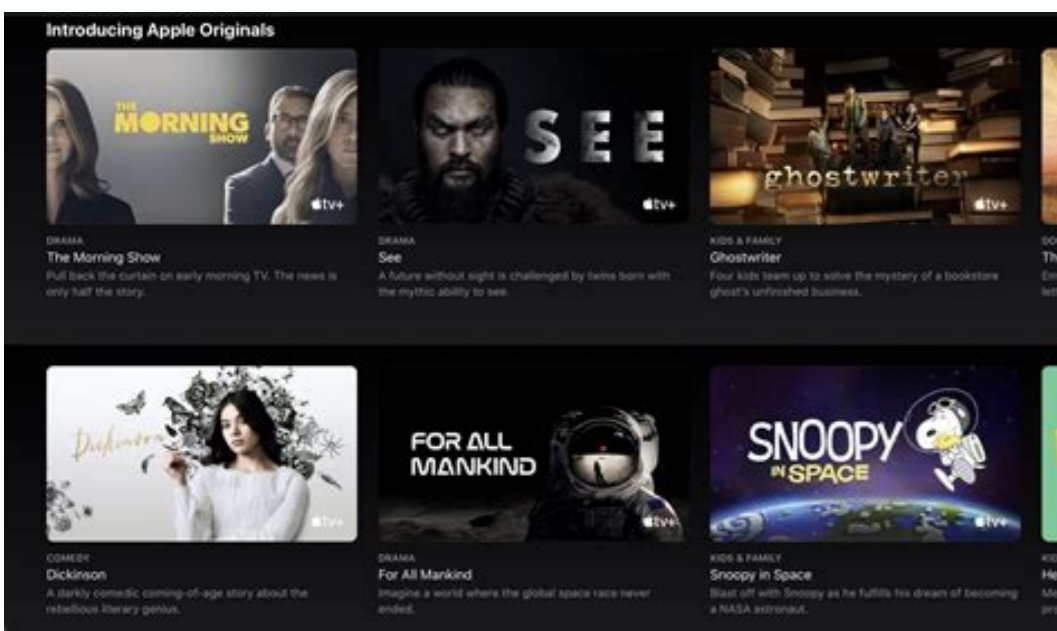 Introducing Apple Originals
THE
MORNING
SHOW
tv+
SEE
tv+
ghostwriter
tv+
DRAMA
The Morning Show
Pull back the curtain on early morning TV. The news is
only half the story.
DRAMA
See
A future without sight is challenged by twins born with
the mythic ability to see.
KIDS & FAMILY
Ghostwriter
Four kids team up to solve the mystery of a bookstore
ghost's unfinished business.
Th
Dickinson
tv+
FOR ALL
MANKIND
tv+
SNOOPY
IN SPACE
tv+
COMEDY
Dickinson
A darkly comedic coming-of-age story about the
rebellious literary genius.
DRAMA
For All Mankind
Imagine a world where the global space race never
ended.
KIDS & FAMILY
Snoopy in Space
Blast off with Snoopy as he fulfills his dream of becoming
a NASA astronaut.
He